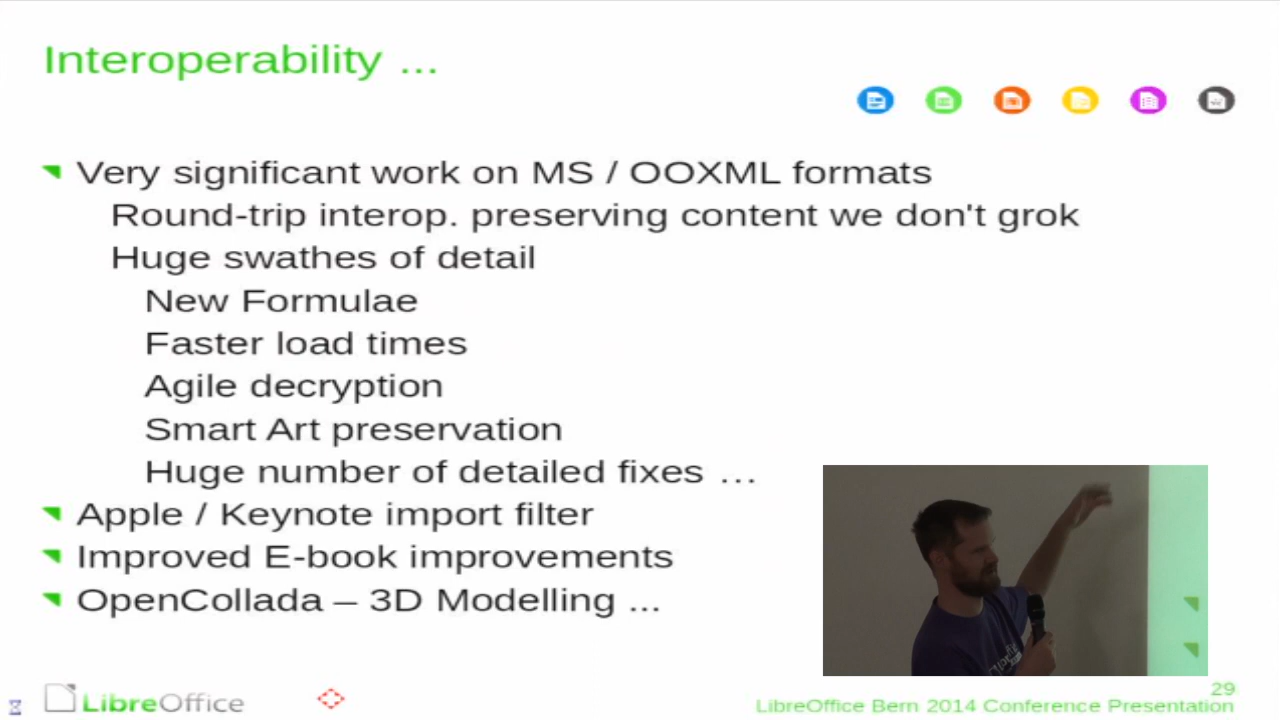 Interoperability ...
Very significant work on MS / OOXML formats
Round-trip interop. preserving content we don't grok
Huge swathes of detail
New Formulae
Faster load times
Agile decryption
Smart Art preservation
Huge number of detailed fixes ...
Apple / Keynote import filter
Improved E-book improvements
OpenCollada – 3D Modelling ...
LibreOffice
29
LibreOffice Bern 2014 Conference Presentation